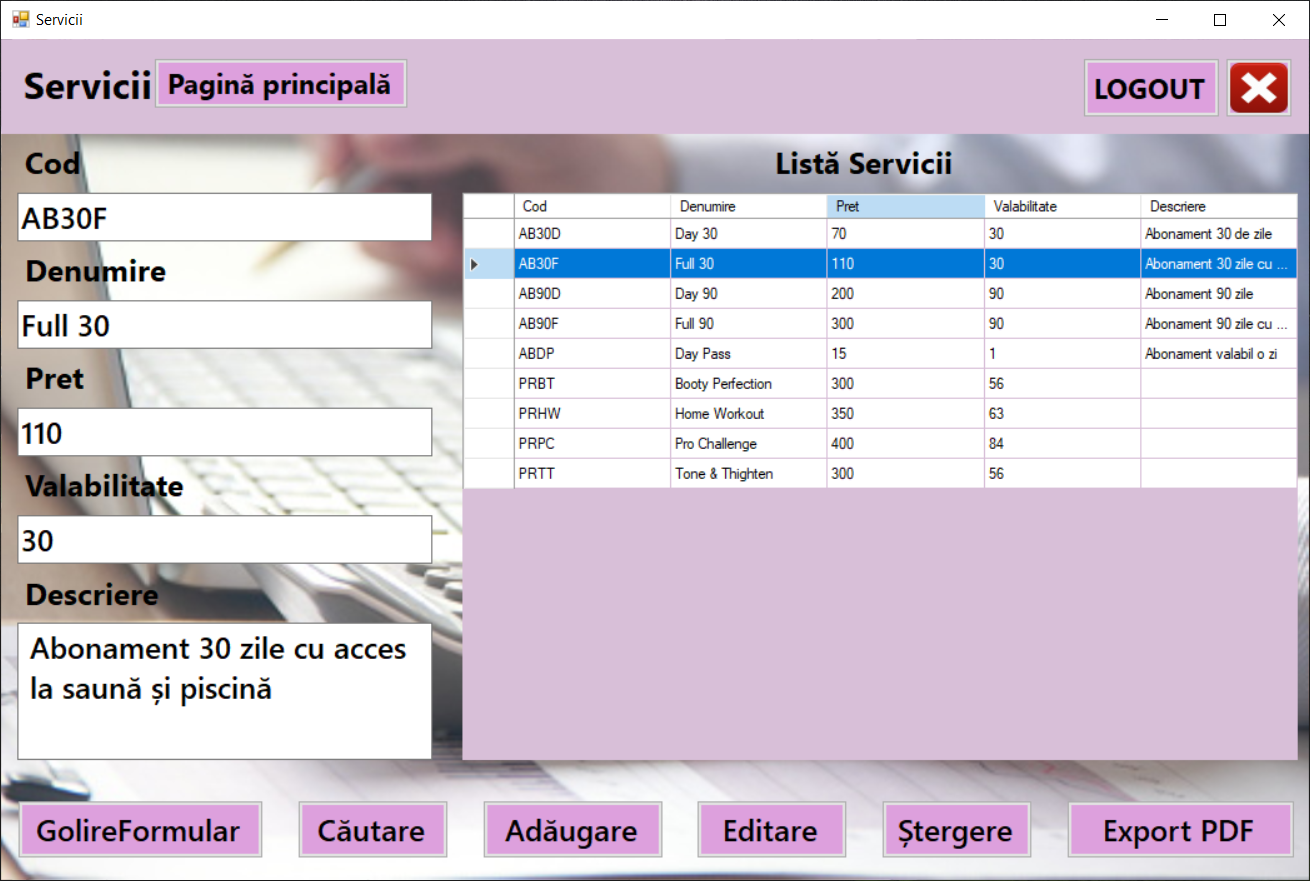 Servicii
Servicii Pagină principală LOGOUT
Cod
AB30F
Denumire
Full 30
Pret
110
Valabilitate
30
Descriere
Abonament 30 zile cu acces
la saună și piscină
Listă Servicii
Cod Denumire Pret Valabilitate Descriere
AB30D Day 30 70 30 Abonament 30 de zile
AB30F Full 30 110 30 Abonament 30 zile cu ...
AB90D Day 90 200 90 Abonament 90 zile
AB90F Full 90 300 90 Abonament 90 zile cu ...
ABDP Day Pass 15 1 Abonament valabil o zi
PRBT Booty Perfection 300 56
PRHW Home Workout 350 63
PRPC Pro Challenge 400 84
PRTT Tone & Thighten 300 56
GolireFormular Căutare Adăugare Editare Ștergere Export PDF